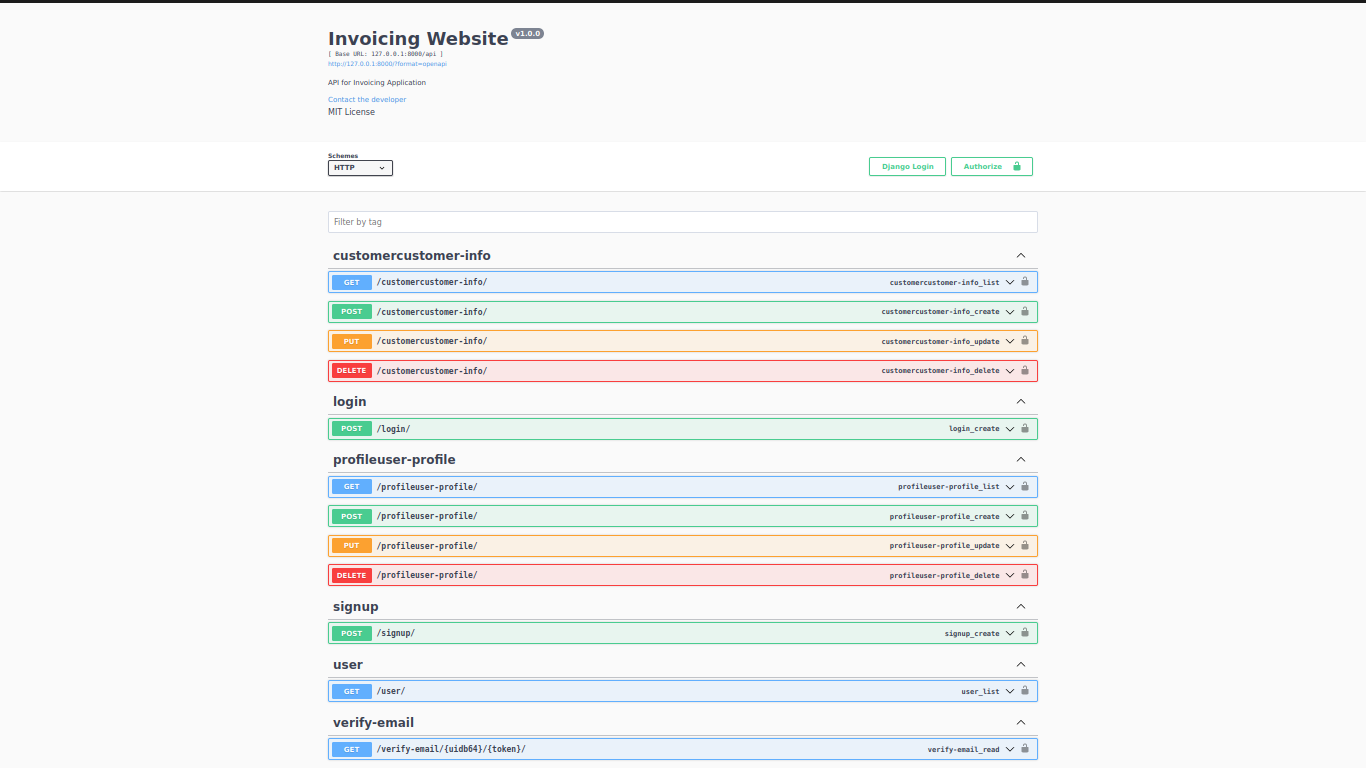 Invoicing Website v1.0.0
[ Base URL: 127.0.0.1:8000/api ]
http://127.0.0.1:8000/?format=openapi
API for Invoicing Application
Contact the developer
MIT License
Schemes
HTTP
Django Login
Authorize
Filter by tag
customercustomer-info
GET /customercustomer-info/ customercustomer-info_list
POST /customercustomer-info/ customercustomer-info_create
PUT /customercustomer-info/ customercustomer-info_update
DELETE /customercustomer-info/ customercustomer-info_delete
login
POST /login/ login_create
profileuser-profile
GET /profileuser-profile/ profileuser-profile_list
POST /profileuser-profile/ profileuser-profile_create
PUT /profileuser-profile/ profileuser-profile_update
DELETE /profileuser-profile/ profileuser-profile_delete
signup
POST /signup/ signup_create
user
GET /user/ user_list
verify-email
GET /verify-email/{uidb64}/{token}/ verify-email_read